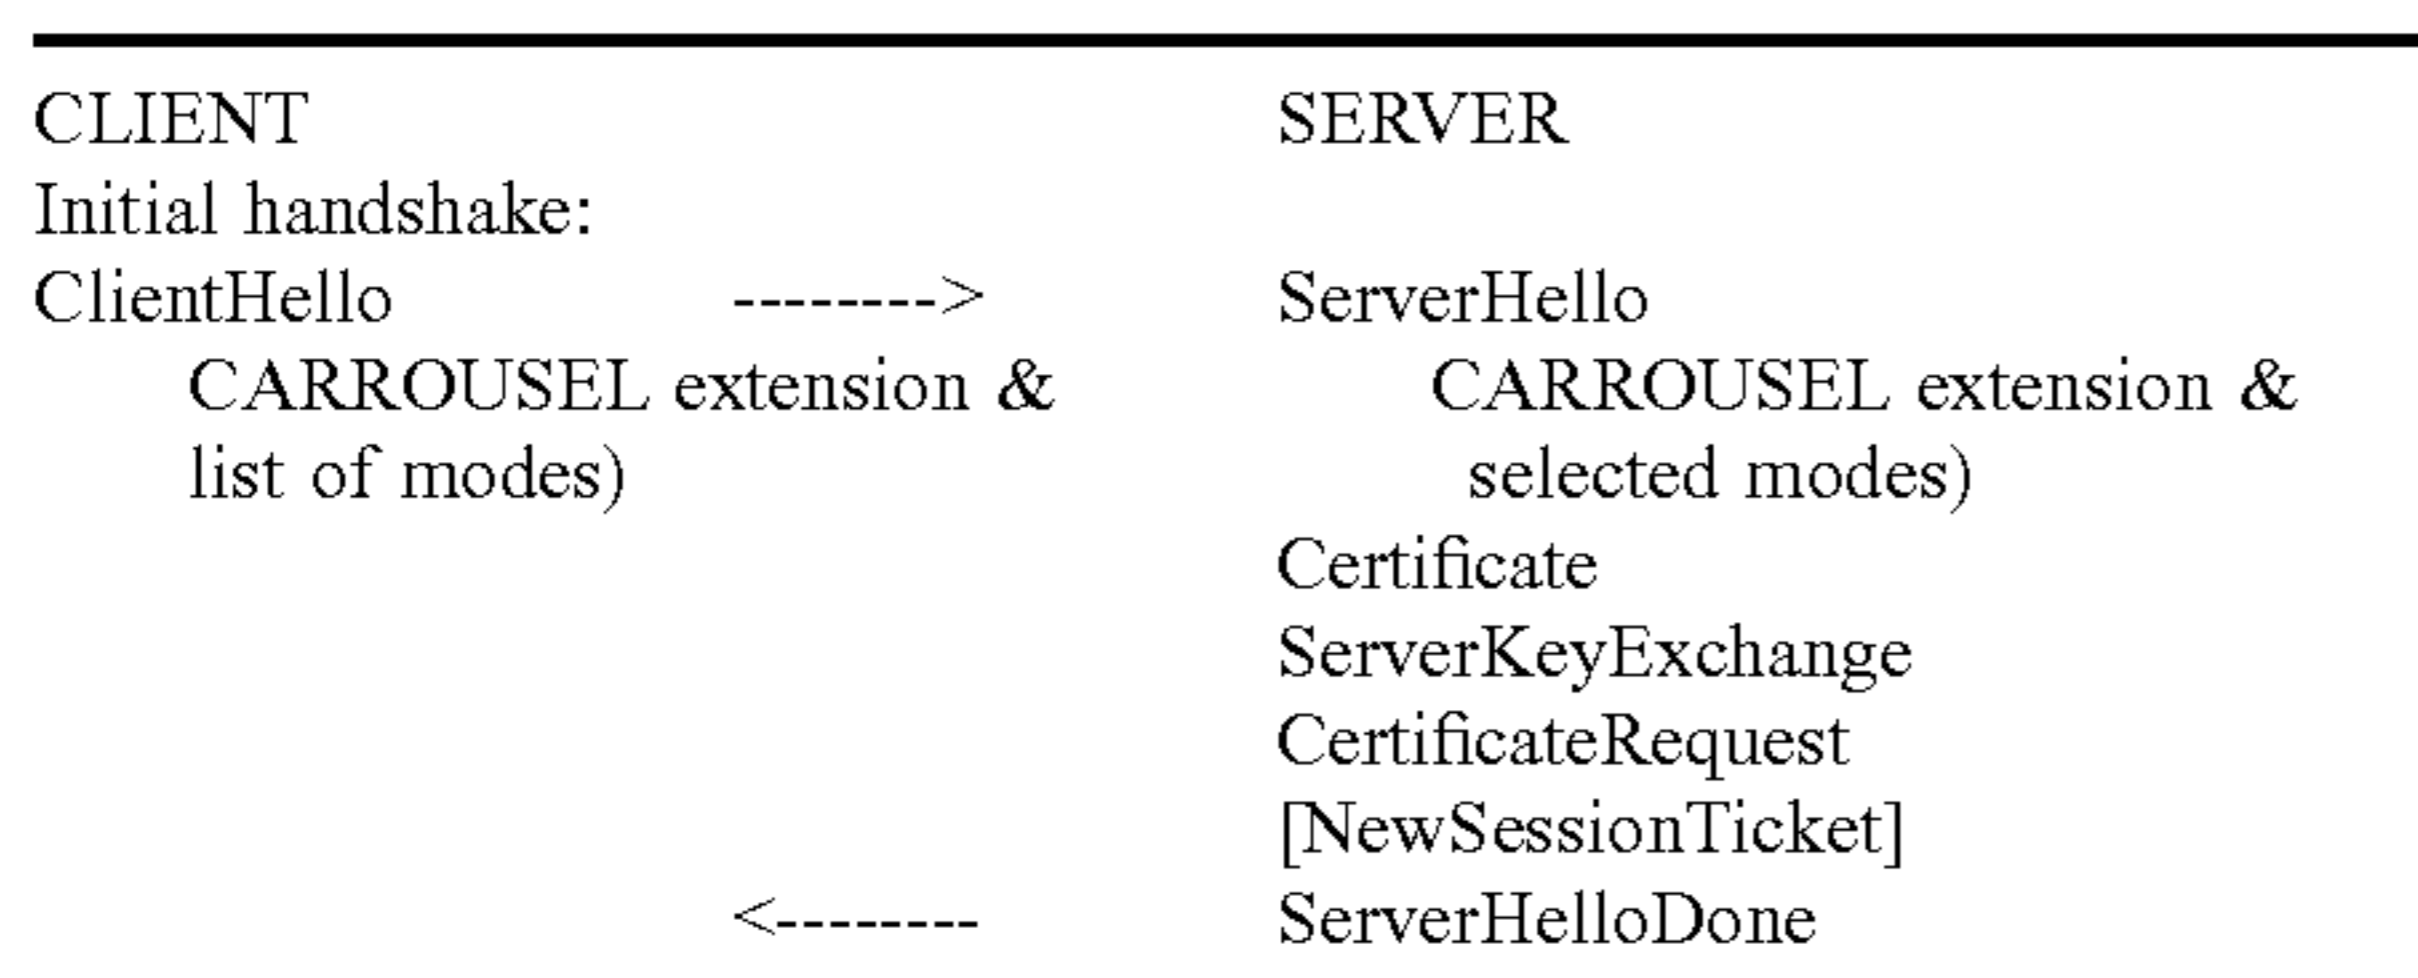 CLIENT SERVER
Initial handshake:
ClientHello --------> ServerHello
CARROUSEL extension & CARROUSEL extension &
list of modes) selected modes)
Certificate
ServerKeyExchange
CertificateRequest
[NewSessionTicket]
<-------- ServerHelloDone